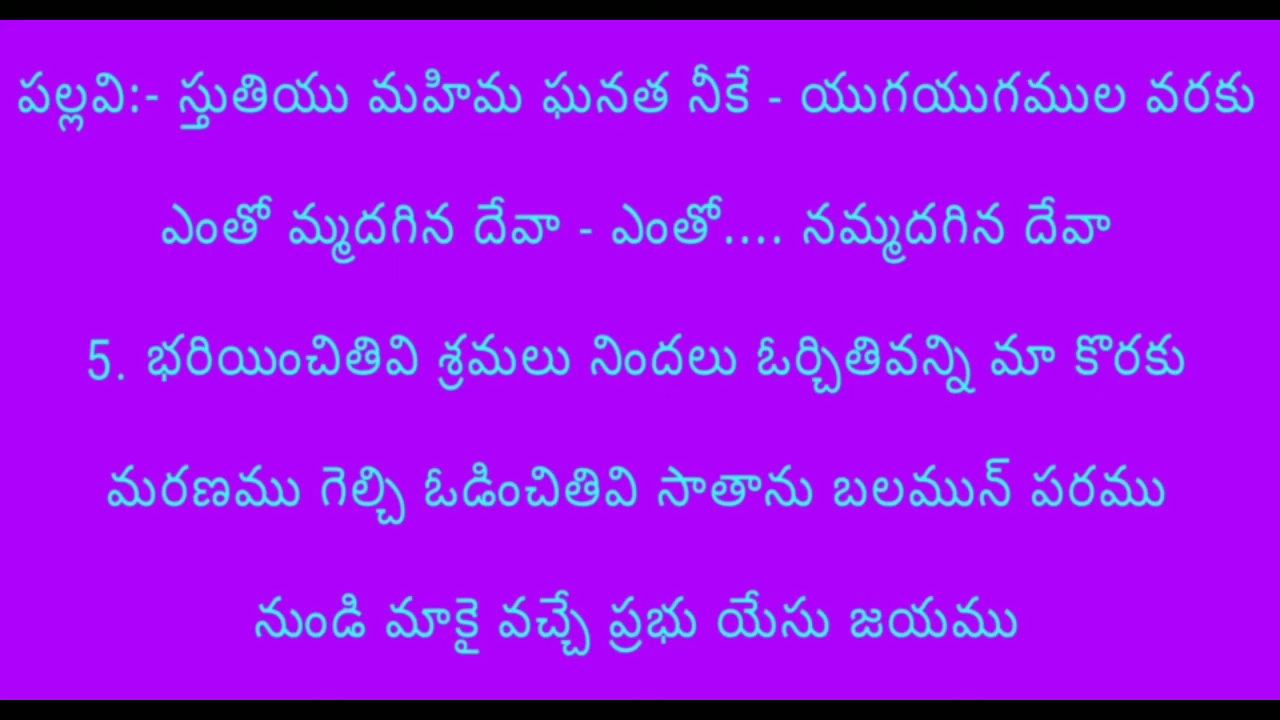 పల్లవి:- స్తుతియు మహిమ ఘనత నీకే - యుగయుగముల వరకు
ఎంతో మ్మదగిన దేవా - ఎంతో.... నమ్మదగిన దేవా
5. భరియించితివి శ్రమలు నిందలు ఓర్చితివన్ని మా కొరకు
మరణము గెల్చి ఓడించితివి సాతాను బలమున్ పరము
నుండి మాకై వచ్చే ప్రభు యేసు జయము